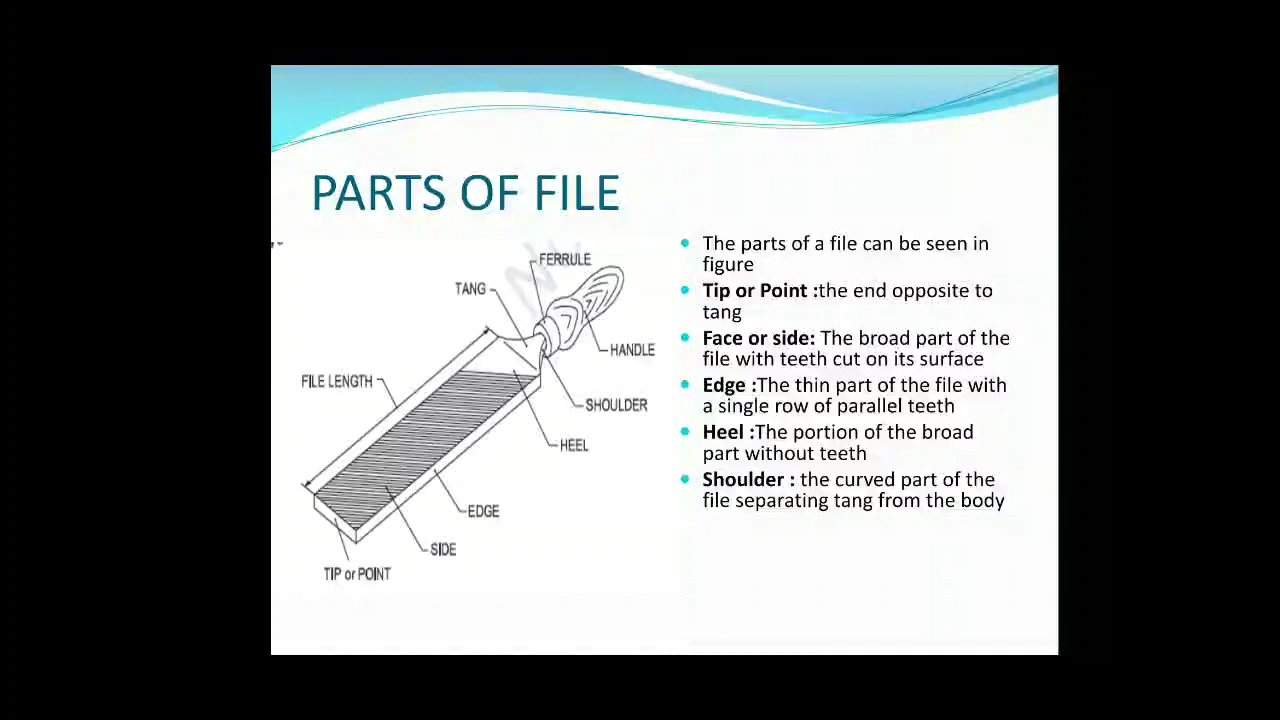 PARTS OF FILE
FERRULE
TANG
HANDLE
FILE LENGTH
SHOULDER
HEEL
EDGE
SIDE
TIP or POINT
The parts of a file can be seen in
figure
Tip or Point :the end opposite to
tang
Face or side: The broad part of the
file with teeth cut on its surface
Edge :The thin part of the file with
a single row of parallel teeth
Heel :The portion of the broad
part without teeth
Shoulder : the curved part of the
file separating tang from the body